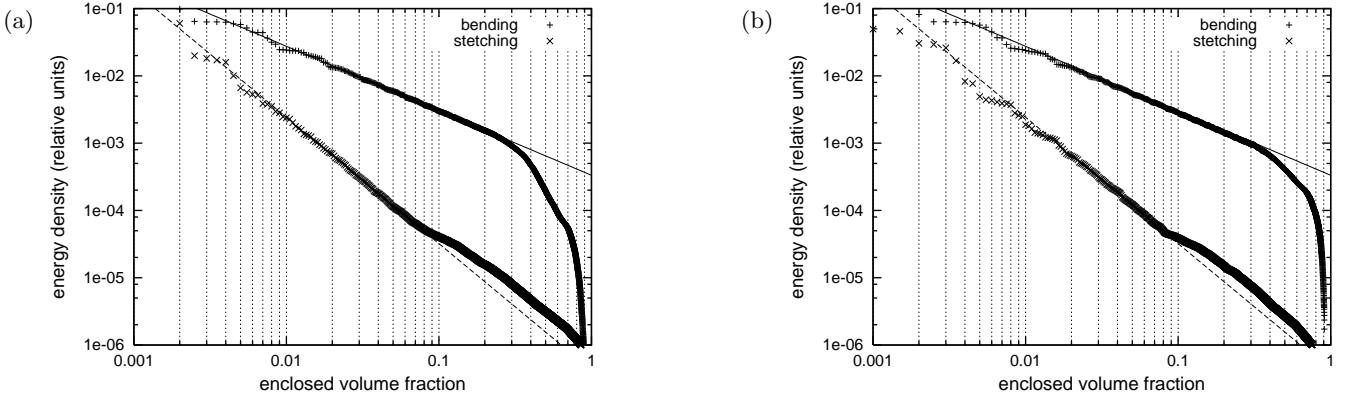 (a)
energy density (relative units)
1e-01
1e-02
1e-03
1e-04
1e-05
1e-06
bending
stetching
0.001
0.01
0.1
1
enclosed volume fraction
(b)
energy density (relative units)
1e-01
1e-02
1e-03
1e-04
1e-05
1e-06
bending
stetching
0.001
0.01
0.1
1
enclosed volume fraction